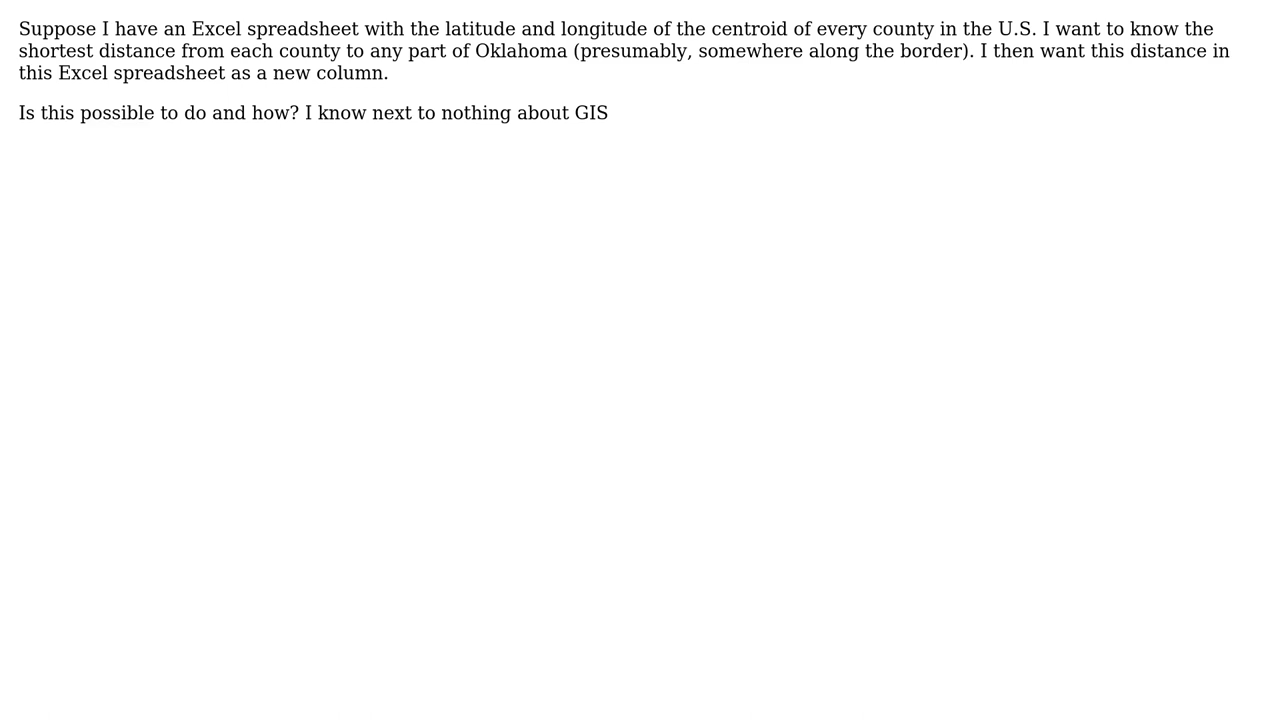 Suppose I have an Excel spreadsheet with the latitude and longitude of the centroid of every county in the U.S. I want to know the
shortest distance from each county to any part of Oklahoma (presumably, somewhere along the border). I then want this distance in
this Excel spreadsheet as a new column.
Is this possible to do and how? I know next to nothing about GIS